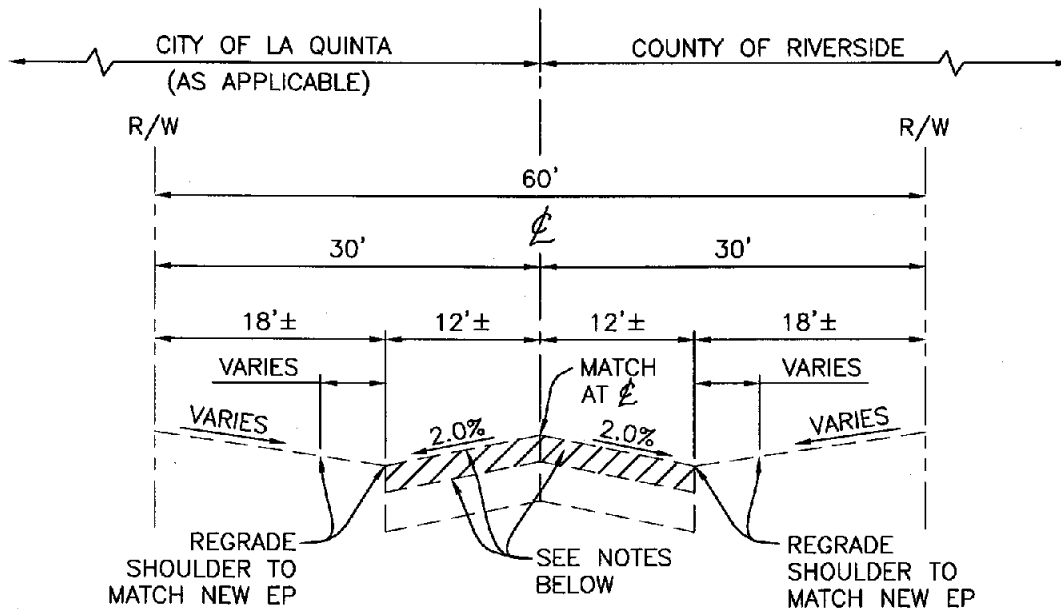 CITY OF LA QUINTA
(AS APPLICABLE)
COUNTY OF RIVERSIDE
R/W
R/W
60'
℄
30'
30'
18'±
12'±
12'±
18'±
VARIES
MATCH
AT ℄
VARIES
VARIES
2.0%
2.0%
VARIES
REGRADE
SHOULDER TO
MATCH NEW EP
SEE NOTES
BELOW
REGRADE
SHOULDER TO
MATCH NEW EP